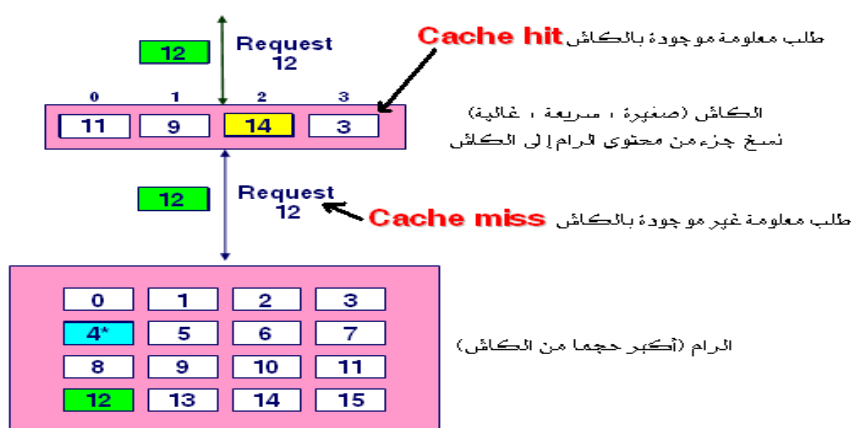 12
Request
12
Cache hit طلب معلومة موجودة بالكاش
0 1 2 3
11 9 14 3
الكاش (صغيرة ، سريعة ، غالية)
نسخ جزء من محتوى الرام إلى الكاش
12
Request
12
Cache miss طلب معلومة غير موجودة بالكاش
0 1 2 3
4* 5 6 7
8 9 10 11
12 13 14 15
الرام (أكبر حجما من الكاش)